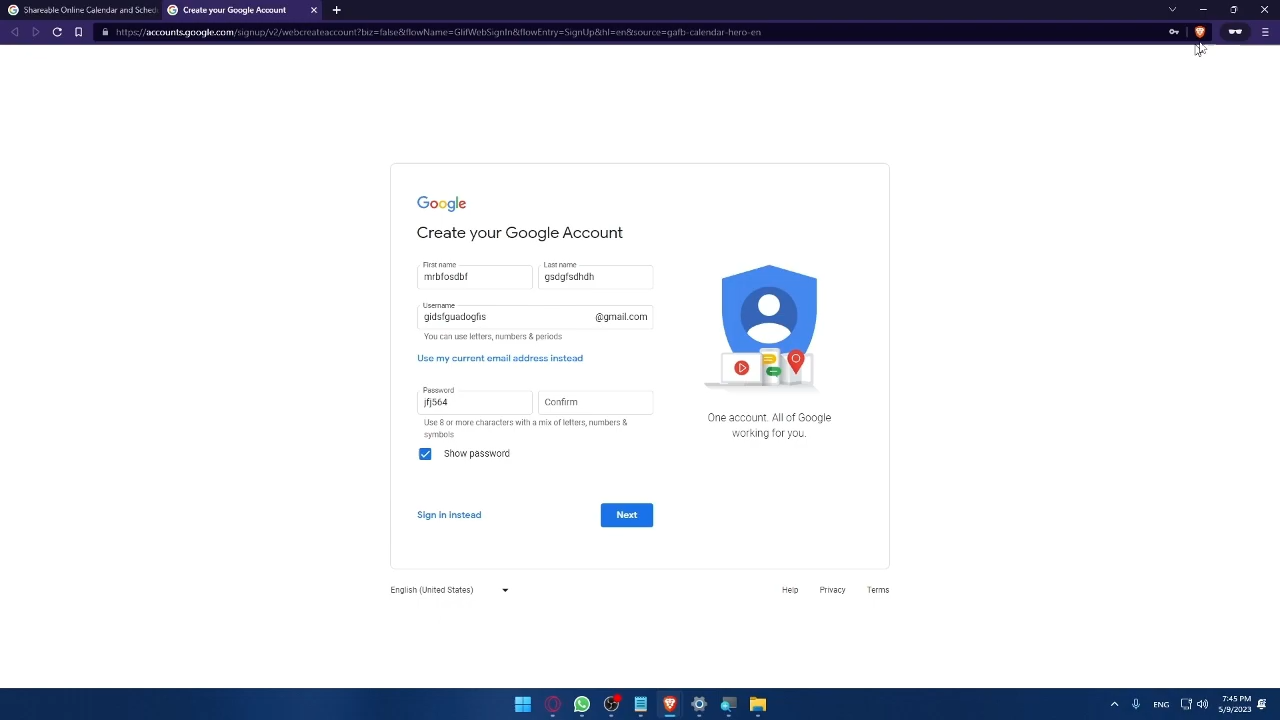 Shareable Online Calendar and Sched
Create your Google Account
https://accounts.google.com/signup/v2/webcreateaccount?biz=false&flowName=GlifWebSignIn&flowEntry=SignUp&hl=en&source=gafb-calendar-hero-en
Google
Create your Google Account
First name
Last name
mrbfosdbf
gsdgfsdhdh
Username
gidsfguadogfis
@gmail.com
You can use letters, numbers & periods
Use my current email address instead
Password
jfj564
Confirm
Use 8 or more characters with a mix of letters, numbers &
symbols
Show password
Sign in instead
Next
One account. All of Google
working for you.
English (United States)
Help
Privacy
Terms
ENG
7:45 PM
5/9/2023